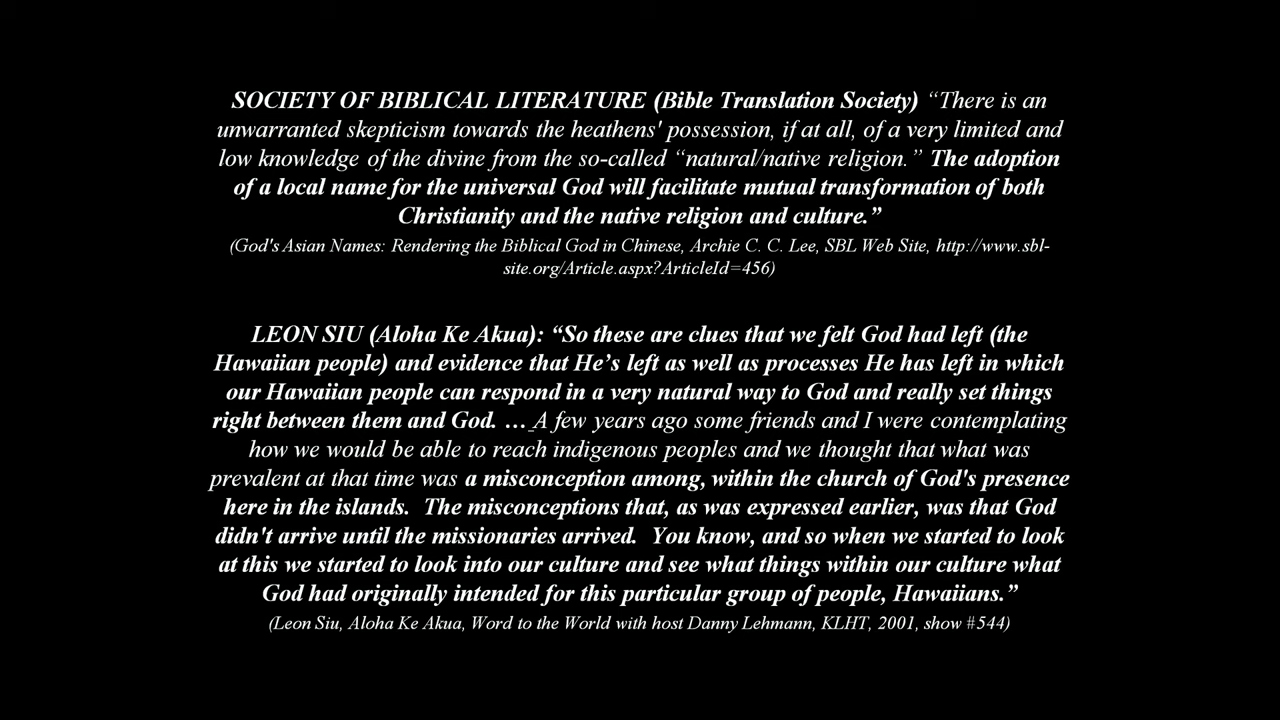 SOCIETY OF BIBLICAL LITERATURE (Bible Translation Society) “There is an
unwarranted skepticism towards the heathens' possession, if at all, of a very limited and
low knowledge of the divine from the so-called “natural/native religion.” The adoption
of a local name for the universal God will facilitate mutual transformation of both
Christianity and the native religion and culture.”
(God's Asian Names: Rendering the Biblical God in Chinese, Archie C. C. Lee, SBL Web Site, http://www.sbl-
site.org/Article.aspx?ArticleId=456)
LEON SIU (Aloha Ke Akua): “So these are clues that we felt God had left (the
Hawaiian people) and evidence that He’s left as well as processes He has left in which
our Hawaiian people can respond in a very natural way to God and really set things
right between them and God. … A few years ago some friends and I were contemplating
how we would be able to reach indigenous peoples and we thought that what was
prevalent at that time was a misconception among, within the church of God's presence
here in the islands.  The misconceptions that, as was expressed earlier, was that God
didn't arrive until the missionaries arrived.  You know, and so when we started to look
at this we started to look into our culture and see what things within our culture what
God had originally intended for this particular group of people, Hawaiians.”
(Leon Siu, Aloha Ke Akua, Word to the World with host Danny Lehmann, KLHT, 2001, show #544)